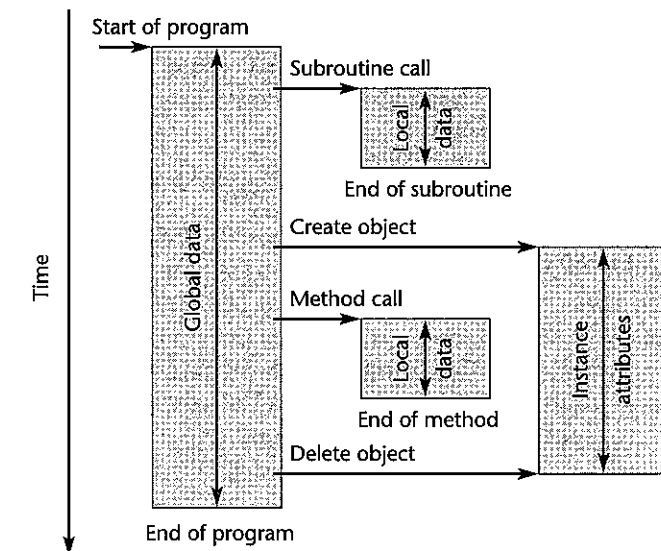 Start of program
Subroutine call
Local
data
End of subroutine
Create object
Time
Global data
Method call
Local
data
End of method
Instance
attributes
Delete object
End of program